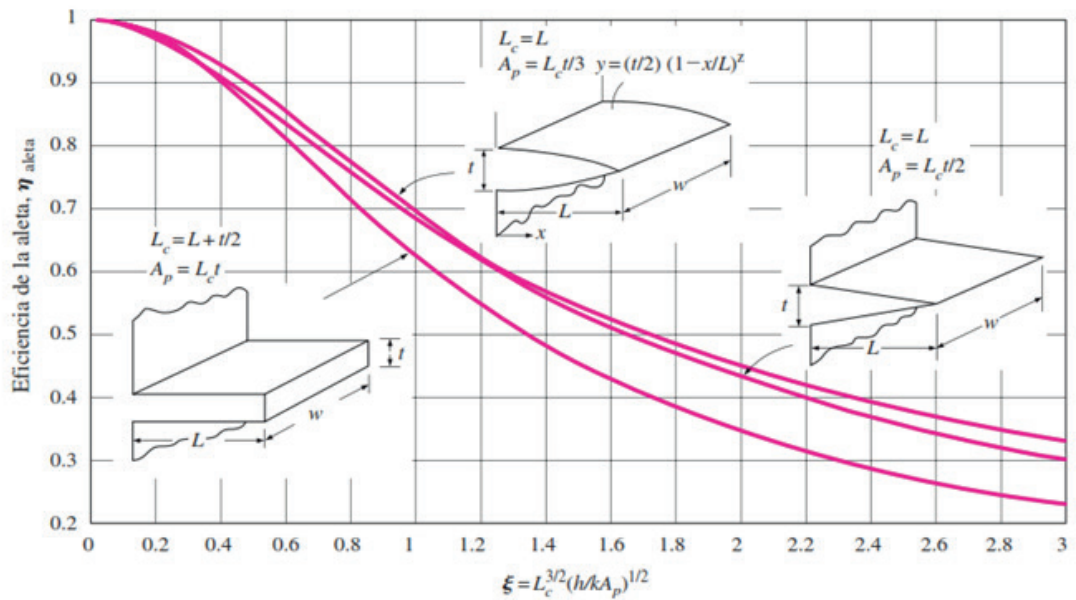 1
0.9
0.8
0.7
0.6
0.5
0.4
0.3
0.2
Eficiencia de la aleta, η aleta
L_c = L
A_p = L_c t/3 y = (t/2) (1 − x/L)^z
t
L
w
x
L_c = L
A_p = L_c t/2
t
L
w
L_c = L + t/2
A_p = L_c t
t
L
w
0 0.2 0.4 0.6 0.8 1 1.2 1.4 1.6 1.8 2 2.2 2.4 2.6 2.8 3
ξ = L_c^{3/2} (h/kA_p)^{1/2}